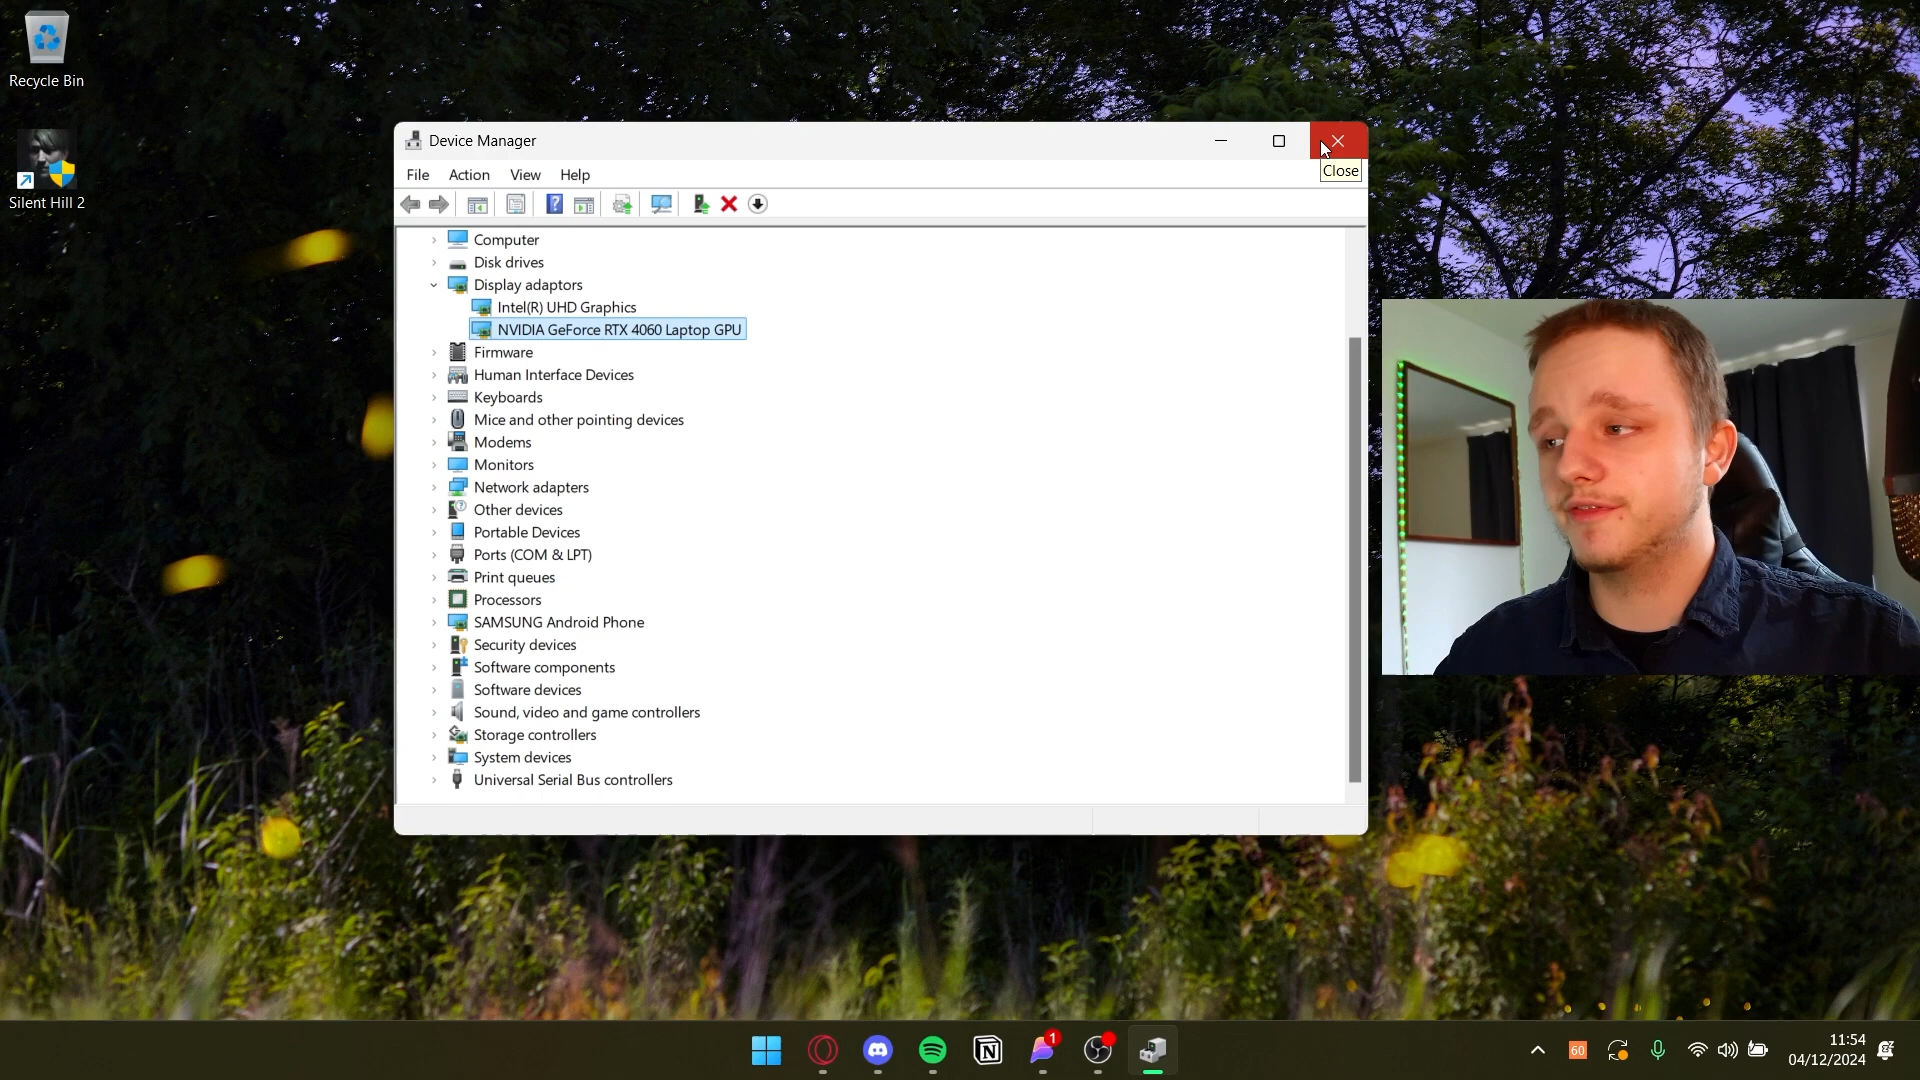 Recycle Bin
Silent Hill 2
Device Manager
Close
File Action View Help
Computer
Disk drives
Display adaptors
Intel(R) UHD Graphics
NVIDIA GeForce RTX 4060 Laptop GPU
Firmware
Human Interface Devices
Keyboards
Mice and other pointing devices
Modems
Monitors
Network adapters
Other devices
Portable Devices
Ports (COM & LPT)
Print queues
Processors
SAMSUNG Android Phone
Security devices
Software components
Software devices
Sound, video and game controllers
Storage controllers
System devices
Universal Serial Bus controllers
1
60
11:54
04/12/2024